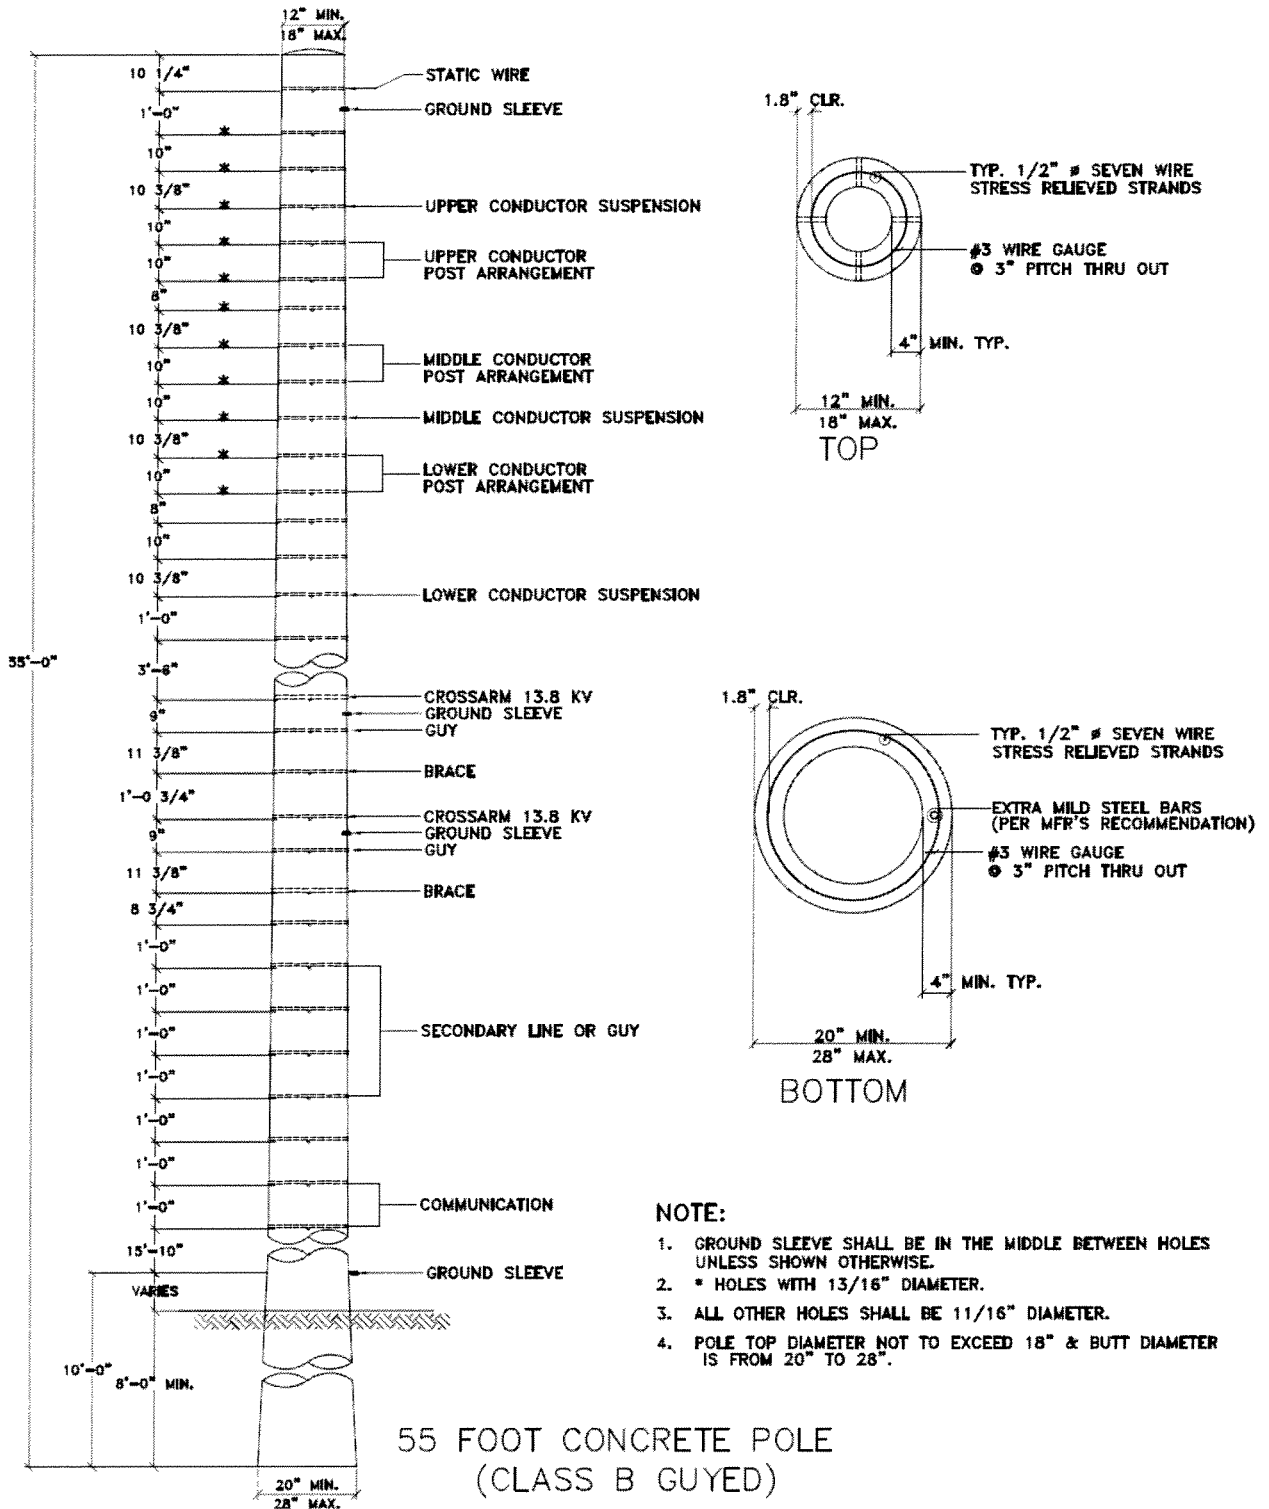 12" MIN.
18" MAX.
10 1/4"
STATIC WIRE
1'-0"
GROUND SLEEVE
*
10"
*
10 3/8"
*
UPPER CONDUCTOR SUSPENSION
10"
*
10"
UPPER CONDUCTOR
POST ARRANGEMENT
*
8"
*
10 3/8"
*
10"
MIDDLE CONDUCTOR
POST ARRANGEMENT
*
10"
*
MIDDLE CONDUCTOR SUSPENSION
10 3/8"
*
10"
LOWER CONDUCTOR
POST ARRANGEMENT
*
8"
10"
10 3/8"
LOWER CONDUCTOR SUSPENSION
1'-0"
55'-0"
3'-6"
CROSSARM 13.8 KV
9"
GROUND SLEEVE
GUY
11 3/8"
BRACE
1'-0 3/4"
CROSSARM 13.8 KV
9"
GROUND SLEEVE
GUY
11 3/8"
BRACE
8 3/4"
1'-0"
1'-0"
1'-0"
SECONDARY LINE OR GUY
1'-0"
1'-0"
1'-0"
1'-0"
COMMUNICATION
15'-10"
GROUND SLEEVE
VARIES
10'-0"
8'-0" MIN.
20" MIN.
28" MAX.
1.8" CLR.
TYP. 1/2" ø SEVEN WIRE
STRESS RELIEVED STRANDS
#3 WIRE GAUGE
@ 3" PITCH THRU OUT
4" MIN. TYP.
12" MIN.
18" MAX.
TOP
1.8" CLR.
TYP. 1/2" ø SEVEN WIRE
STRESS RELIEVED STRANDS
EXTRA MILD STEEL BARS
(PER MFR'S RECOMMENDATION)
#3 WIRE GAUGE
@ 3" PITCH THRU OUT
4" MIN. TYP.
20" MIN.
28" MAX.
BOTTOM
NOTE:
1. GROUND SLEEVE SHALL BE IN THE MIDDLE BETWEEN HOLES
UNLESS SHOWN OTHERWISE.
2. * HOLES WITH 13/16" DIAMETER.
3. ALL OTHER HOLES SHALL BE 11/16" DIAMETER.
4. POLE TOP DIAMETER NOT TO EXCEED 18" & BUTT DIAMETER
IS FROM 20" TO 28".
55 FOOT CONCRETE POLE
(CLASS B GUYED)